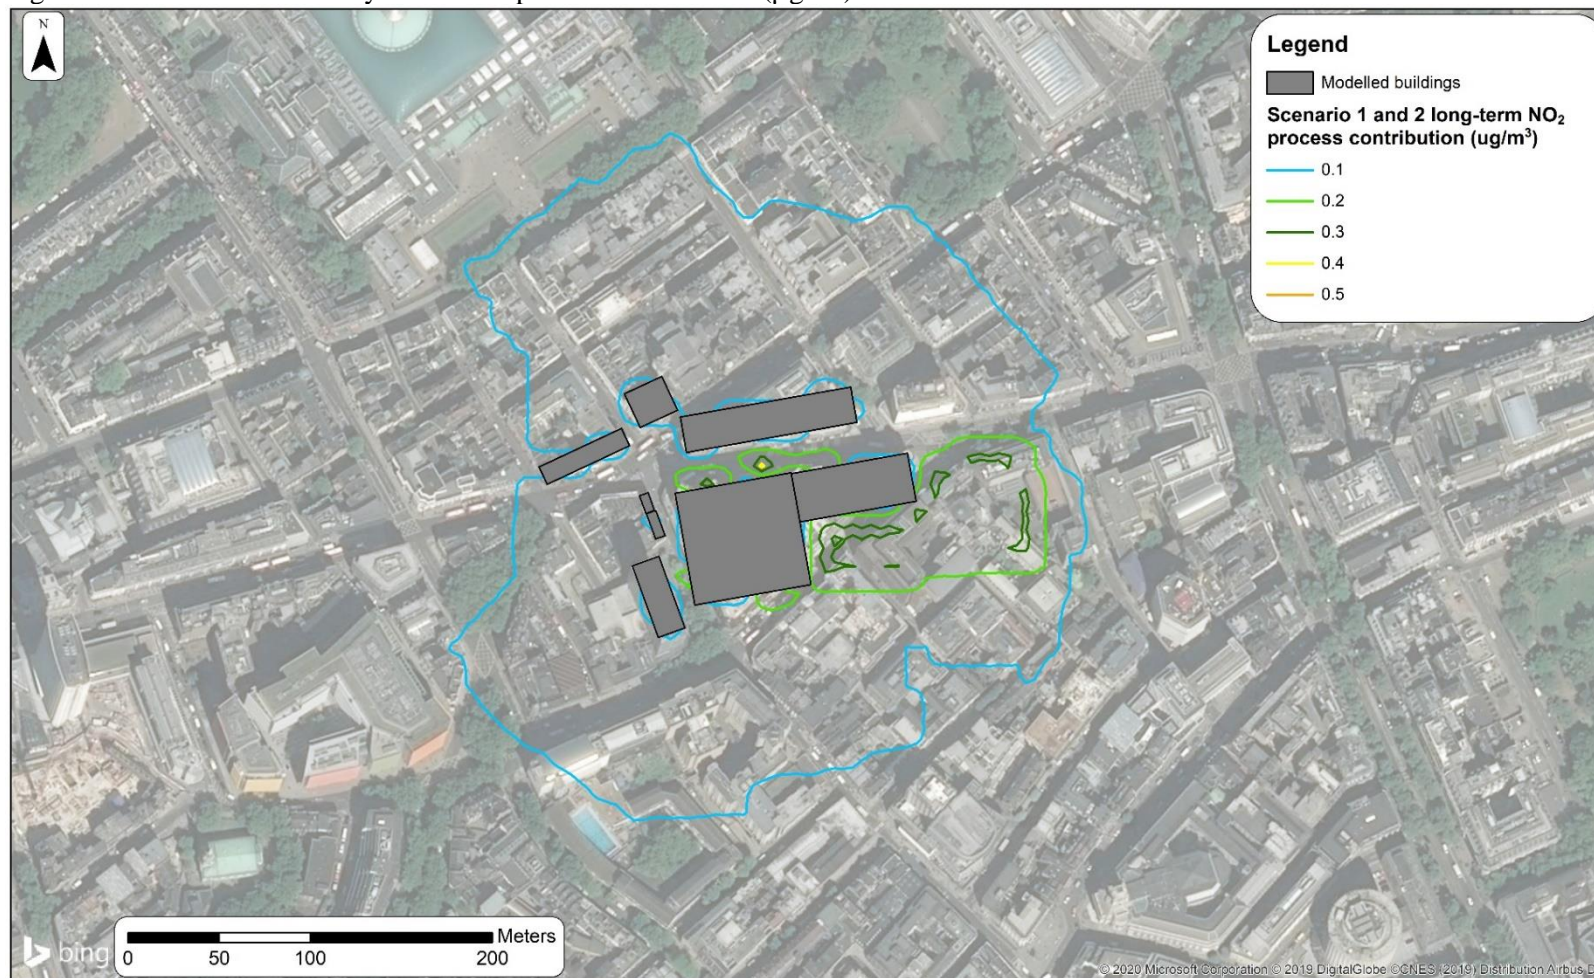 N
Legend
Modelled buildings
Scenario 1 and 2 long-term NO₂
process contribution (ug/m³)
0.1
0.2
0.3
0.4
0.5
Meters
0 50 100 200
bing
© 2020 Microsoft Corporation © 2019 DigitalGlobe ©CNES (2019) Distribution Airbus D